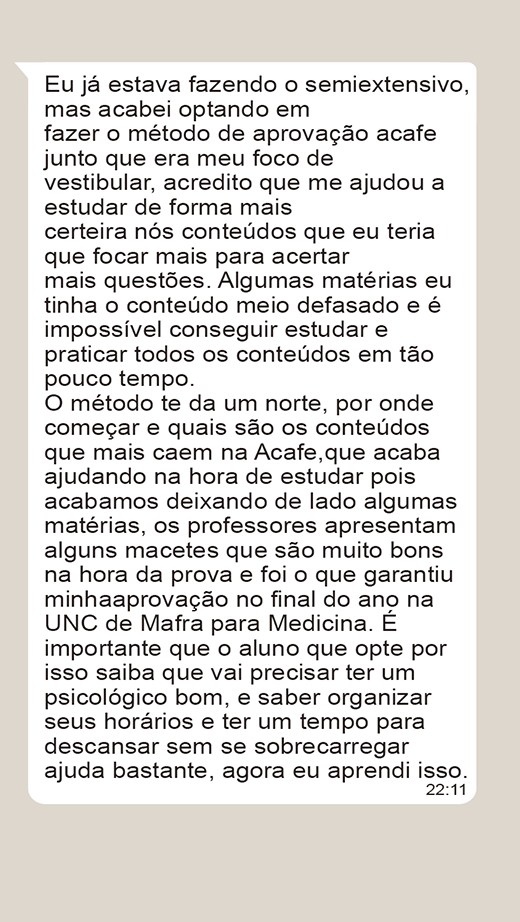 Eu já estava fazendo o semiextensivo,
mas acabei optando em
fazer o método de aprovação acafe
junto que era meu foco de
vestibular, acredito que me ajudou a
estudar de forma mais
certeira nós conteúdos que eu teria
que focar mais para acertar
mais questões. Algumas matérias eu
tinha o conteúdo meio defasado e é
impossível conseguir estudar e
praticar todos os conteúdos em tão
pouco tempo.
O método te da um norte, por onde
começar e quais são os conteúdos
que mais caem na Acafe,que acaba
ajudando na hora de estudar pois
acabamos deixando de lado algumas
matérias, os professores apresentam
alguns macetes que são muito bons
na hora da prova e foi o que garantiu
minhaaprovação no final do ano na
UNC de Mafra para Medicina. É
importante que o aluno que opte por
isso saiba que vai precisar ter um
psicológico bom, e saber organizar
seus horários e ter um tempo para
descansar sem se sobrecarregar
ajuda bastante, agora eu aprendi isso.
22:11